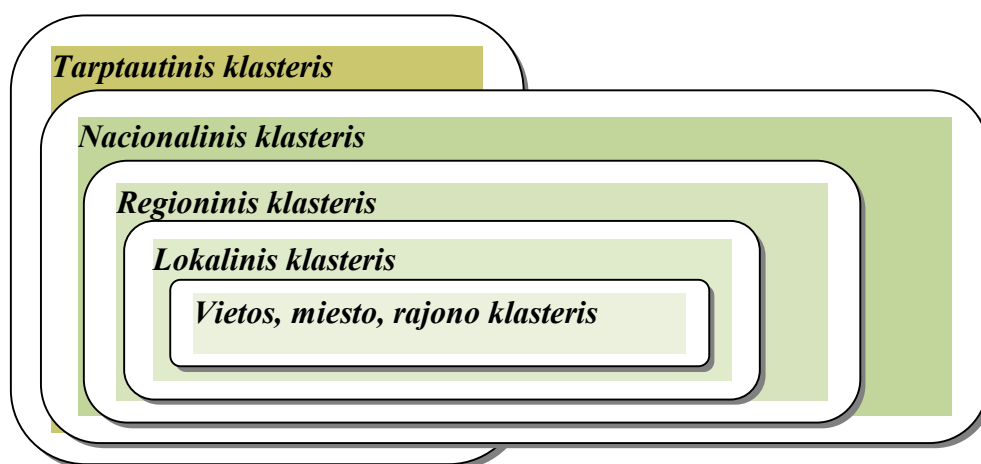 Tarptautinis klasteris
Nacionalinis klasteris
Regioninis klasteris
Lokalinis klasteris
Vietos, miesto, rajono klasteris